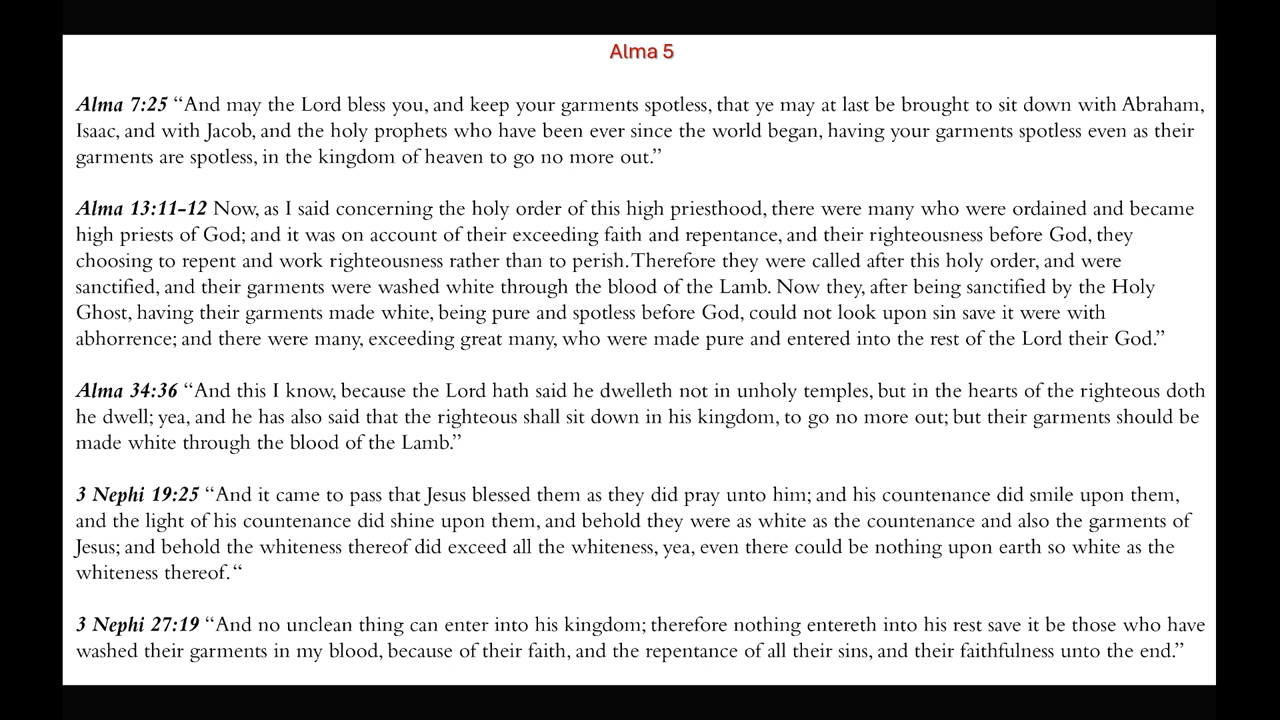 Alma 5
Alma 7:25 “And may the Lord bless you, and keep your garments spotless, that ye may at last be brought to sit down with Abraham,
Isaac, and with Jacob, and the holy prophets who have been ever since the world began, having your garments spotless even as their
garments are spotless, in the kingdom of heaven to go no more out.”
Alma 13:11-12 Now, as I said concerning the holy order of this high priesthood, there were many who were ordained and became
high priests of God; and it was on account of their exceeding faith and repentance, and their righteousness before God, they
choosing to repent and work righteousness rather than to perish. Therefore they were called after this holy order, and were
sanctified, and their garments were washed white through the blood of the Lamb. Now they, after being sanctified by the Holy
Ghost, having their garments made white, being pure and spotless before God, could not look upon sin save it were with
abhorrence; and there were many, exceeding great many, who were made pure and entered into the rest of the Lord their God.”
Alma 34:36 “And this I know, because the Lord hath said he dwelleth not in unholy temples, but in the hearts of the righteous doth
he dwell; yea, and he has also said that the righteous shall sit down in his kingdom, to go no more out; but their garments should be
made white through the blood of the Lamb.”
3 Nephi 19:25 “And it came to pass that Jesus blessed them as they did pray unto him; and his countenance did smile upon them,
and the light of his countenance did shine upon them, and behold they were as white as the countenance and also the garments of
Jesus; and behold the whiteness thereof did exceed all the whiteness, yea, even there could be nothing upon earth so white as the
whiteness thereof.“
3 Nephi 27:19 “And no unclean thing can enter into his kingdom; therefore nothing entereth into his rest save it be those who have
washed their garments in my blood, because of their faith, and the repentance of all their sins, and their faithfulness unto the end.”